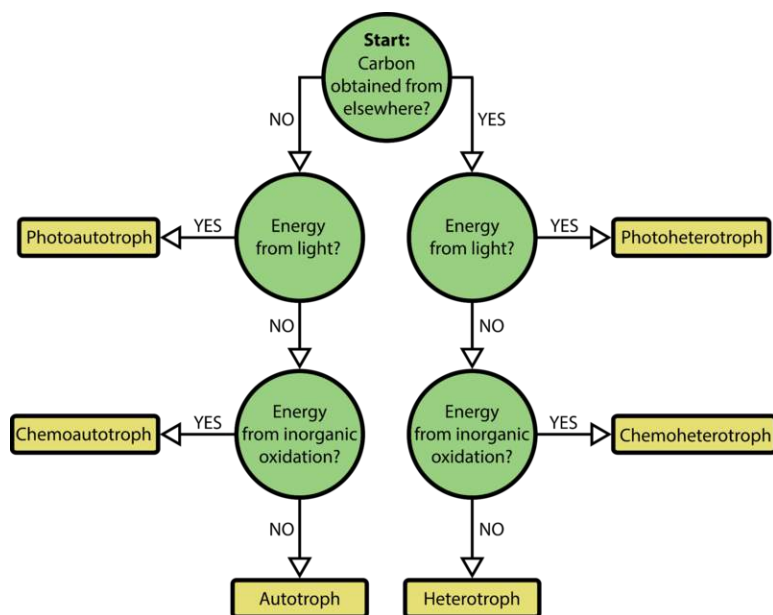 Start:
Carbon
obtained from
elsewhere?
NO
YES
Photoautotroph
YES
Energy
from light?
Energy
from light?
YES
Photoheterotroph
NO
NO
Chemoautotroph
YES
Energy
from inorganic
oxidation?
Energy
from inorganic
oxidation?
YES
Chemoheterotroph
NO
NO
Autotroph
Heterotroph